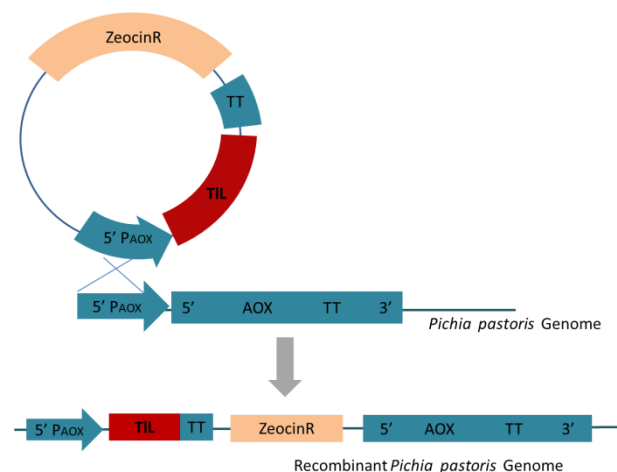 ZeocinR
TT
TIL
5’ PAOX
5’ PAOX
5’ AOX TT 3’
Pichia pastoris Genome
5’ PAOX
TIL TT
ZeocinR
5’ AOX TT 3’
Recombinant Pichia pastoris Genome